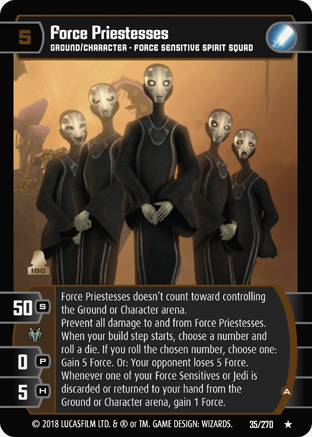 5 Force Priestesses
GROUND/CHARACTER - FORCE SENSITIVE SPIRIT SQUAD
IDC
50 S
0 P
5 H
Force Priestesses doesn't count toward controlling
the Ground or Character arena.
Prevent all damage to and from Force Priestesses.
When your build step starts, choose a number and
roll a die. If you roll the chosen number, choose one:
Gain 5 Force. Or: Your opponent loses 5 Force.
Whenever one of your Force Sensitives or Jedi is
discarded or returned to your hand from the
Ground or Character arena, gain 1 Force.
A
© 2018 LUCASFILM LTD. & ® or TM. GAME DESIGN: WIZARDS. 35/270 ★